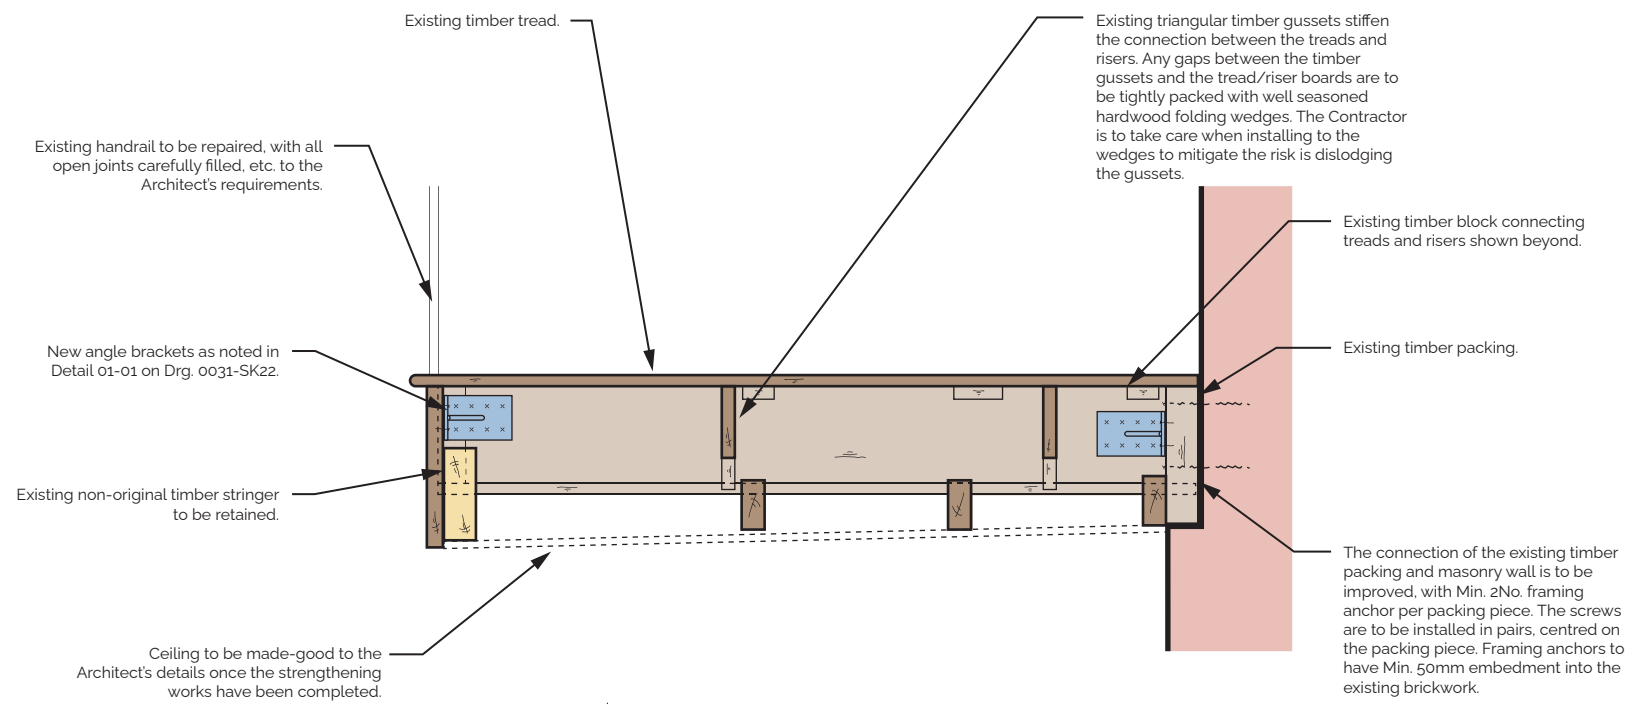 Existing timber tread.
Existing triangular timber gussets stiffen
the connection between the treads and
risers. Any gaps between the timber
gussets and the tread/riser boards are to
be tightly packed with well seasoned
hardwood folding wedges. The Contractor
is to take care when installing to the
wedges to mitigate the risk is dislodging
the gussets.
Existing handrail to be repaired, with all
open joints carefully filled, etc. to the
Architect's requirements.
Existing timber block connecting
treads and risers shown beyond.
New angle brackets as noted in
Detail 01-01 on Drg. 0031-SK22.
Existing timber packing.
Existing non-original timber stringer
to be retained.
The connection of the existing timber
packing and masonry wall is to be
improved, with Min. 2No. framing
anchor per packing piece. The screws
are to be installed in pairs, centred on
the packing piece. Framing anchors to
have Min. 50mm embedment into the
existing brickwork.
Ceiling to be made-good to the
Architect's details once the strengthening
works have been completed.